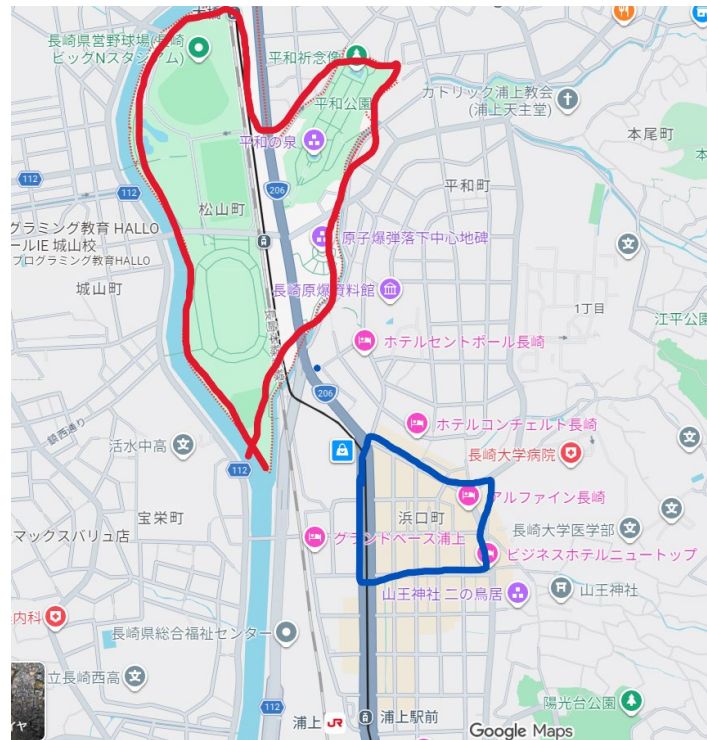 大橋
長崎県営野球場(長崎
ビッグNスタジアム)
平和祈念像
平和公園
カトリック浦上教会
(浦上天主堂)
本尾町
平和の泉
112
206
平和町
松山町
グラミング教育 HALLO
ールIE 城山校
プログラミング教育HALLO
原子爆弾落下中心地碑
城山町
長崎原爆資料館
1丁目
江平公園
ホテルセントポール長崎
206
ホテルコンチェルト長崎
活水中高
112
長崎大学病院
アルファイン長崎
宝栄町
浜口町
マックスバリュ店
グランドベース浦上
長崎大学医学部
ビジネスホテルニュートップ
山王神社 二の鳥居
山王神社
内科
長崎県総合福祉センター
立長崎西高
112
陽光台公園
浦上 JR
浦上駅前
Google Maps